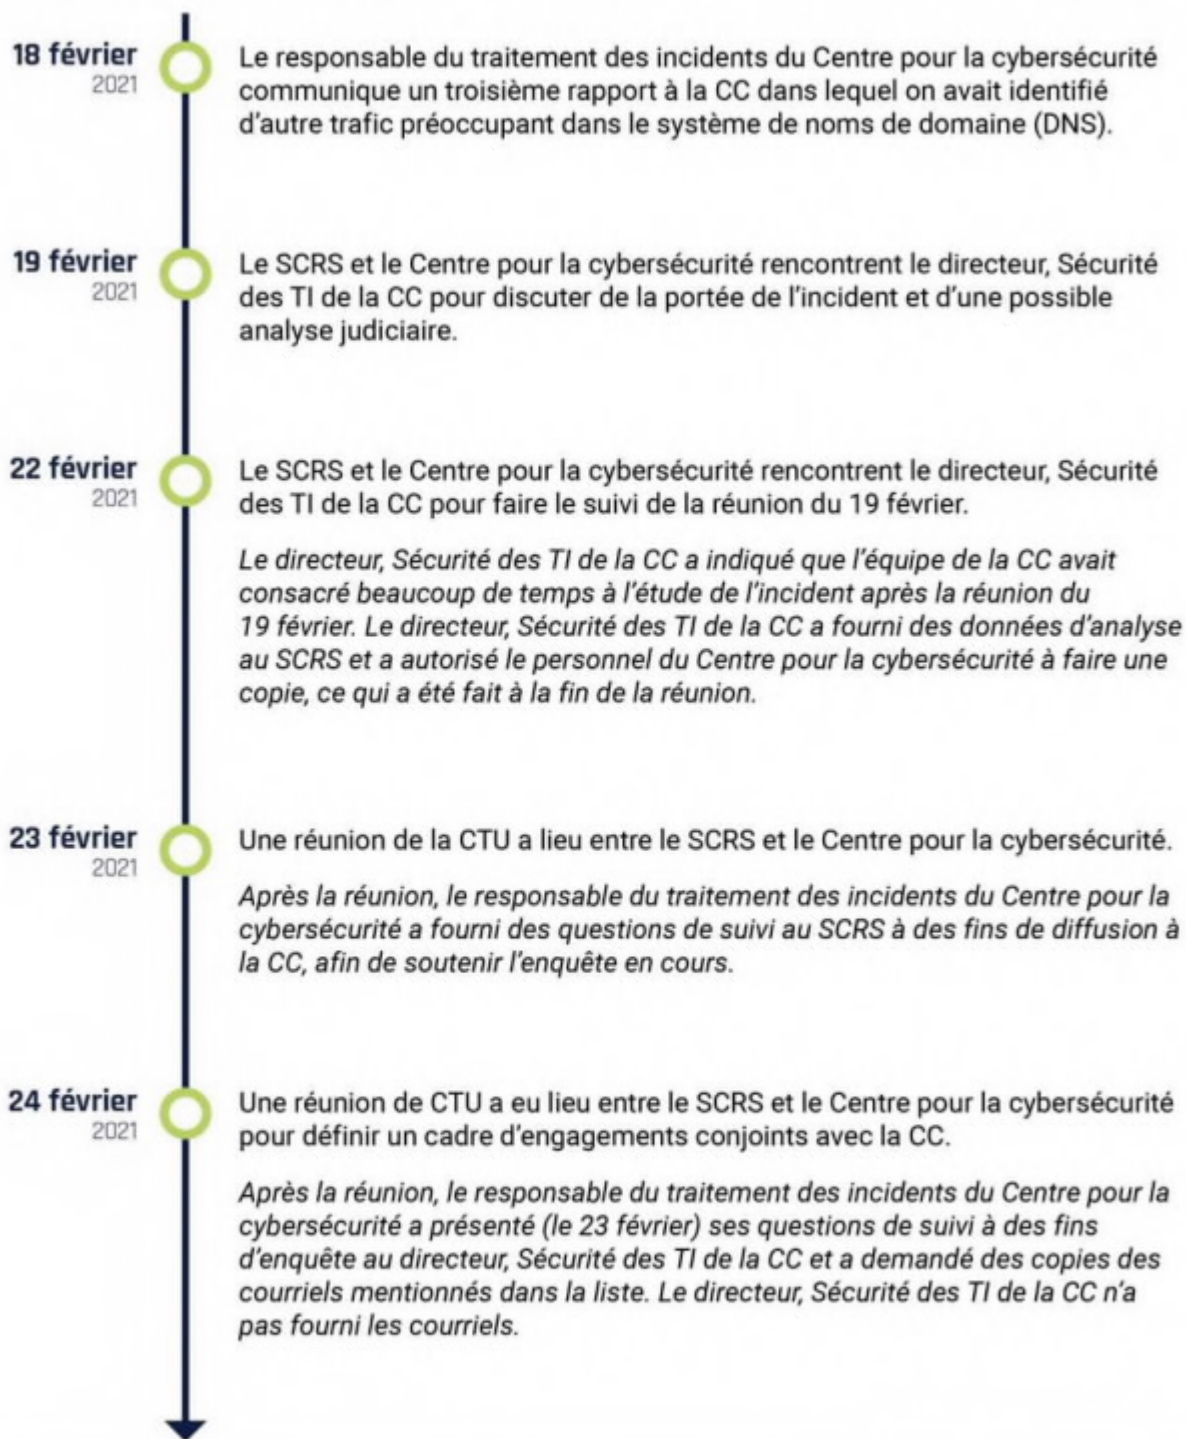 18 février
2021
Le responsable du traitement des incidents du Centre pour la cybersécurité
communique un troisième rapport à la CC dans lequel on avait identifié
d'autre trafic préoccupant dans le système de noms de domaine (DNS).
19 février
2021
Le SCRS et le Centre pour la cybersécurité rencontrent le directeur, Sécurité
des TI de la CC pour discuter de la portée de l'incident et d'une possible
analyse judiciaire.
22 février
2021
Le SCRS et le Centre pour la cybersécurité rencontrent le directeur, Sécurité
des TI de la CC pour faire le suivi de la réunion du 19 février.
Le directeur, Sécurité des TI de la CC a indiqué que l'équipe de la CC avait
consacré beaucoup de temps à l'étude de l'incident après la réunion du
19 février. Le directeur, Sécurité des TI de la CC a fourni des données d'analyse
au SCRS et a autorisé le personnel du Centre pour la cybersécurité à faire une
copie, ce qui a été fait à la fin de la réunion.
23 février
2021
Une réunion de la CTU a lieu entre le SCRS et le Centre pour la cybersécurité.
Après la réunion, le responsable du traitement des incidents du Centre pour la
cybersécurité a fourni des questions de suivi au SCRS à des fins de diffusion à
la CC, afin de soutenir l'enquête en cours.
24 février
2021
Une réunion de CTU a eu lieu entre le SCRS et le Centre pour la cybersécurité
pour définir un cadre d'engagements conjoints avec la CC.
Après la réunion, le responsable du traitement des incidents du Centre pour la
cybersécurité a présenté (le 23 février) ses questions de suivi à des fins
d'enquête au directeur, Sécurité des TI de la CC et a demandé des copies des
courriels mentionnés dans la liste. Le directeur, Sécurité des TI de la CC n'a
pas fourni les courriels.